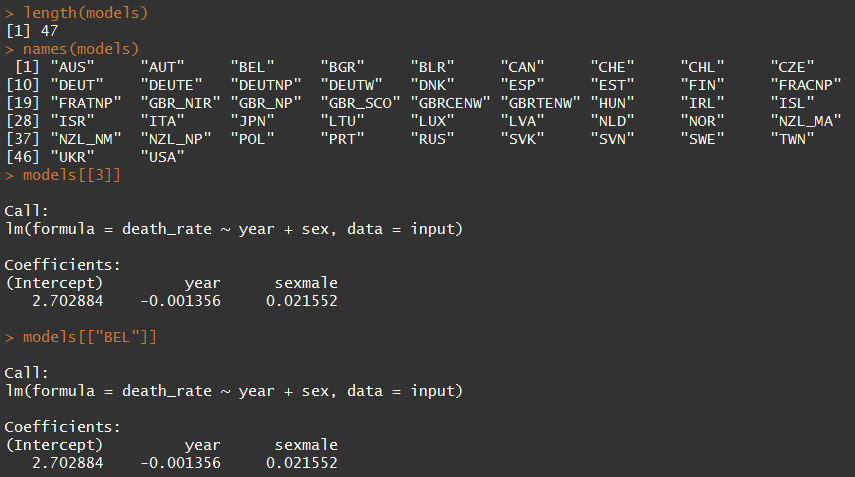 > length(models)
[1] 47
> names(models)
 [1] "AUS"     "AUT"     "BEL"     "BGR"     "BLR"     "CAN"     "CHE"     "CHL"     "CZE"
[10] "DEUT"    "DEUTE"   "DEUTNP"  "DEUTW"   "DNK"     "ESP"     "EST"     "FIN"     "FRACNP"
[19] "FRATNP"  "GBR_NIR" "GBR_NP"  "GBR_SCO" "GBRCENW" "GBRTENW" "HUN"     "IRL"     "ISL"
[28] "ISR"     "ITA"     "JPN"     "LTU"     "LUX"     "LVA"     "NLD"     "NOR"     "NZL_MA"
[37] "NZL_NM"  "NZL_NP"  "POL"     "PRT"     "RUS"     "SVK"     "SVN"     "SWE"     "TWN"
[46] "UKR"     "USA"
> models[[3]]
Call:
lm(formula = death_rate ~ year + sex, data = input)
Coefficients:
(Intercept)         year      sexmale
   2.702884    -0.001356     0.021552
> models[["BEL"]]
Call:
lm(formula = death_rate ~ year + sex, data = input)
Coefficients:
(Intercept)         year      sexmale
   2.702884    -0.001356     0.021552